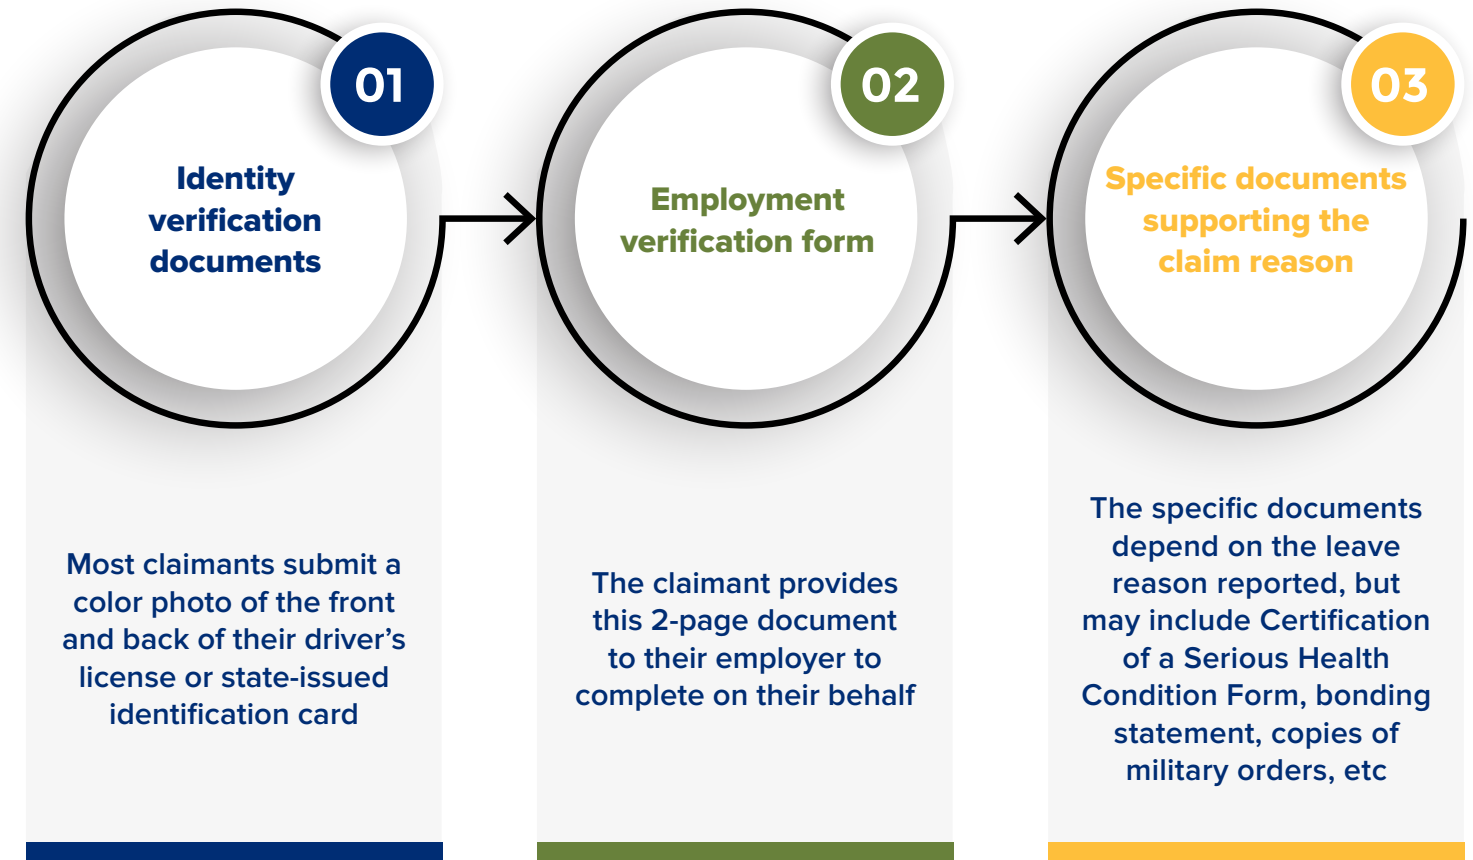 01
Identity
verification
documents
Most claimants submit a
color photo of the front
and back of their driver’s
license or state-issued
identification card
02
Employment
verification form
The claimant provides
this 2-page document
to their employer to
complete on their behalf
03
Specific documents
supporting the
claim reason
The specific documents
depend on the leave
reason reported, but
may include Certification
of a Serious Health
Condition Form, bonding
statement, copies of
military orders, etc